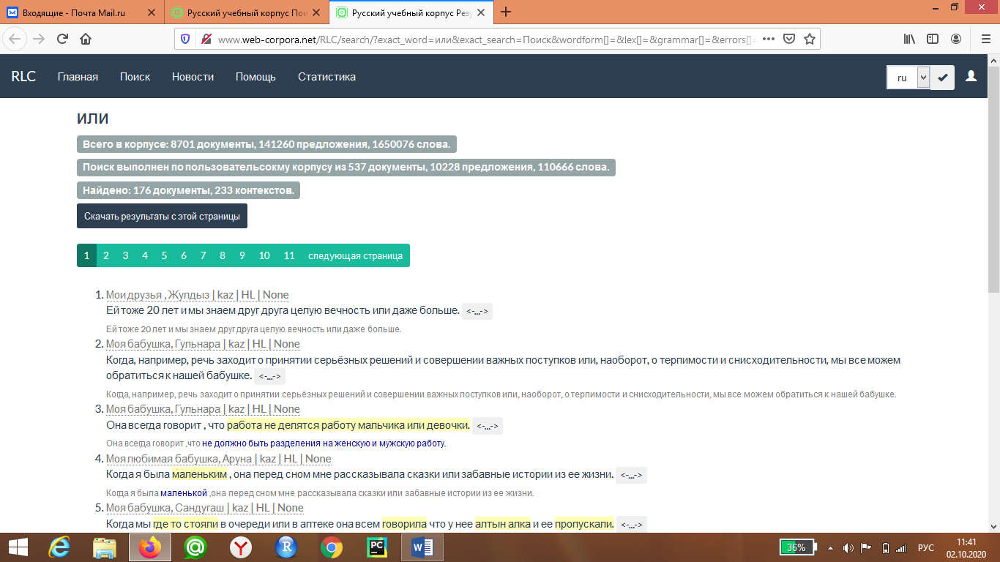 Входящие - Почта Mail.ru
Русский учебный корпус Пои
Русский учебный корпус Резу
www.web-corpora.net/RLC/search/?exact_word=или&exact_search=Поиск&wordform[]=&lex[]=&grammar[]=&errors[]=
RLC Главная Поиск Новости Помощь Статистика ru
или
Всего в корпусе: 8701 документы, 141260 предложения, 1650076 слова.
Поиск выполнен по пользовательсокму корпусу из 537 документы, 10228 предложения, 110666 слова.
Найдено: 176 документы, 233 контекстов.
Скачать результаты с этой страницы
1 2 3 4 5 6 7 8 9 10 11 следующая страница
1. Мои друзья , Жулдыз | kaz | HL | None
Ей тоже 20 лет и мы знаем друг друга целую вечность или даже больше. <-...->
Ей тоже 20 лет и мы знаем друг друга целую вечность или даже больше.
2. Моя бабушка, Гульнара | kaz | HL | None
Когда, например, речь заходит о принятии серьёзных решений и совершении важных поступков или, наоборот, о терпимости и снисходительности, мы все можем
обратиться к нашей бабушке. <-...->
Когда, например, речь заходит о принятии серьёзных решений и совершении важных поступков или, наоборот, о терпимости и снисходительности, мы все можем обратиться к нашей бабушке.
3. Моя бабушка, Гульнара | kaz | HL | None
Она всегда говорит , что работа не делятся работу мальчика или девочки. <-...->
Она всегда говорит ,что не должно быть разделения на женскую и мужскую работу.
4. Моя любимая бабушка, Аруна | kaz | HL | None
Когда я была маленьким , она перед сном мне рассказывала сказки или забавные истории из ее жизни. <-...->
Когда я была маленькой ,она перед сном мне рассказывала сказки или забавные истории из ее жизни.
5. Моя бабушка, Сандугаш | kaz | HL | None
Когда мы где то стояли в очереди или в аптеке она всем говорила что у нее алтын алка и ее пропускали. <-...->
36% РУС 11:41
02.10.2020